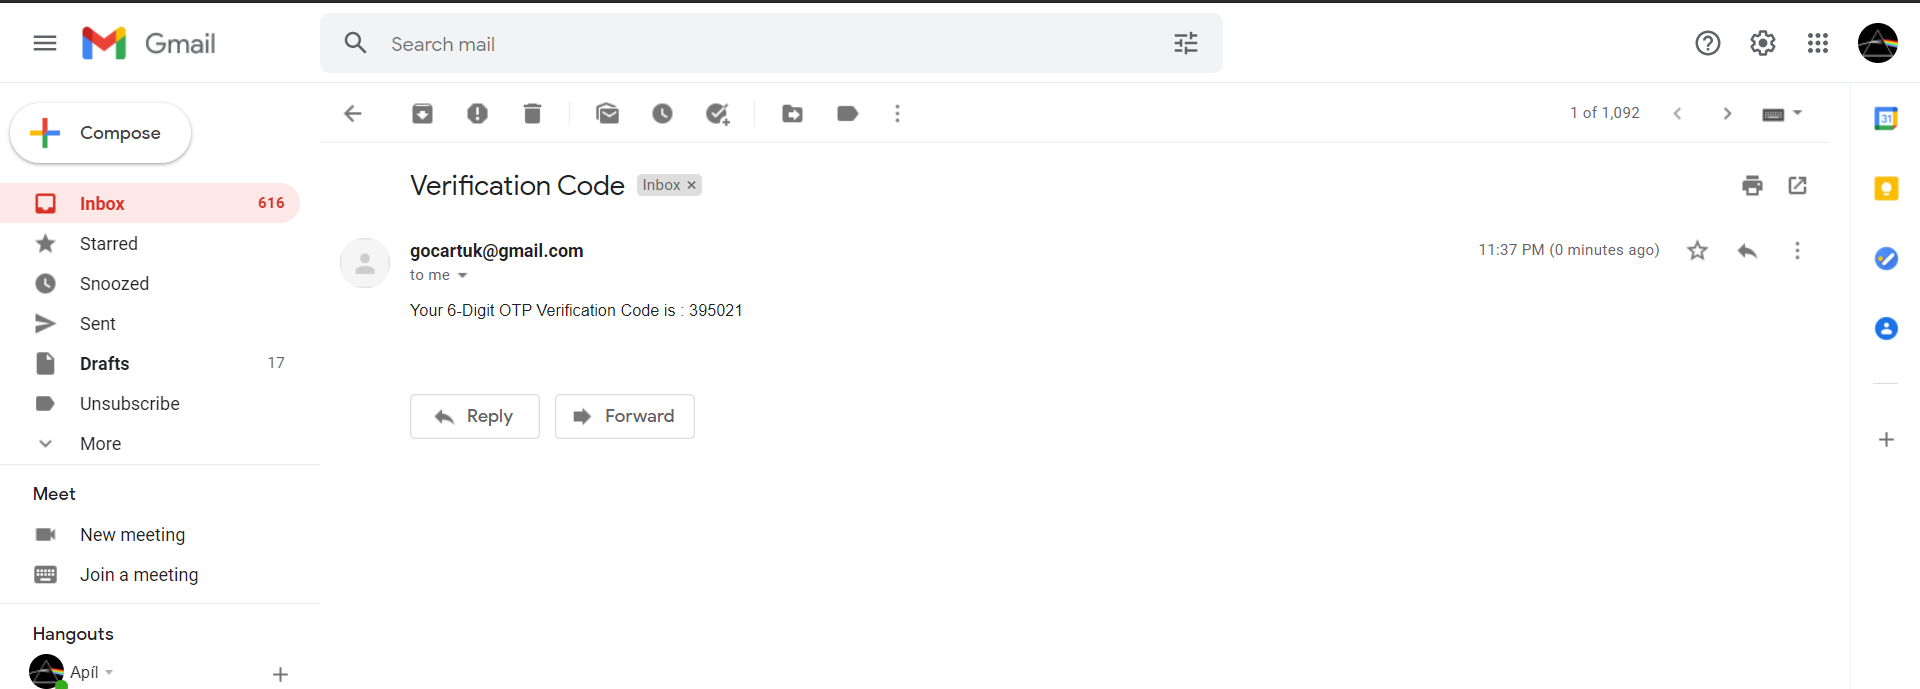 Gmail
Search mail
Compose
1 of 1,092
Inbox 616
Starred
Snoozed
Sent
Drafts 17
Unsubscribe
More
Meet
New meeting
Join a meeting
Hangouts
Apíl
Verification Code Inbox ×
gocartuk@gmail.com 11:37 PM (0 minutes ago)
to me
Your 6-Digit OTP Verification Code is : 395021
Reply Forward
31